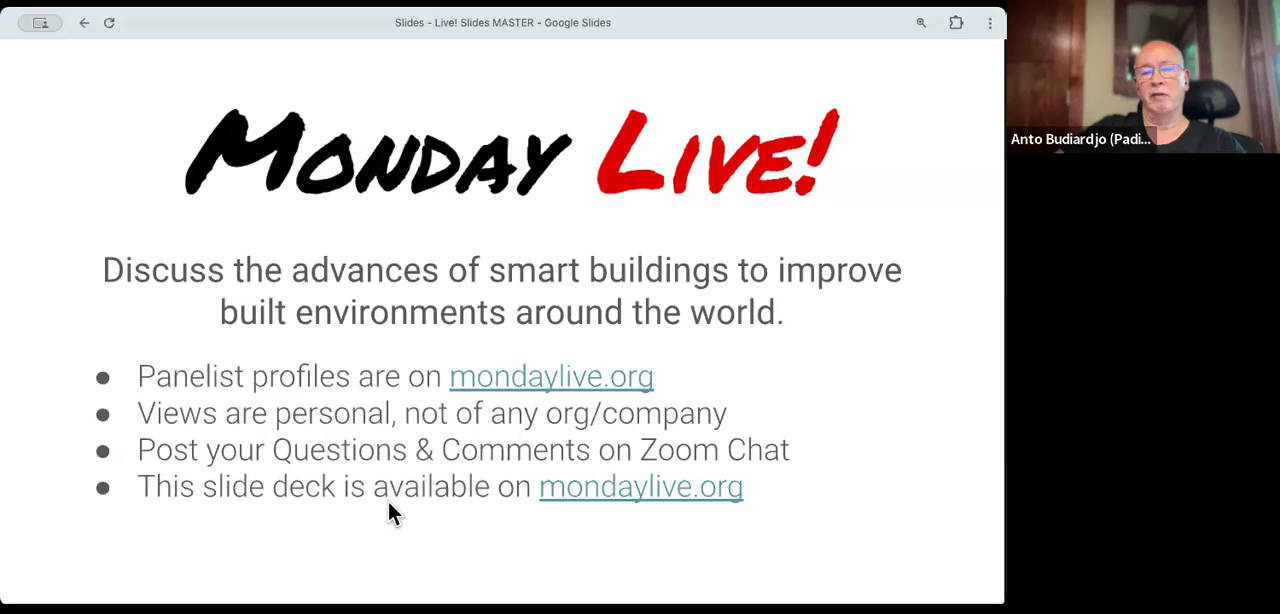 Slides - Live! Slides MASTER - Google Slides
MONDAY LIVE!
Discuss the advances of smart buildings to improve
built environments around the world.
● Panelist profiles are on mondaylive.org
● Views are personal, not of any org/company
● Post your Questions & Comments on Zoom Chat
● This slide deck is available on mondaylive.org
Anto Budiardjo (Padi...